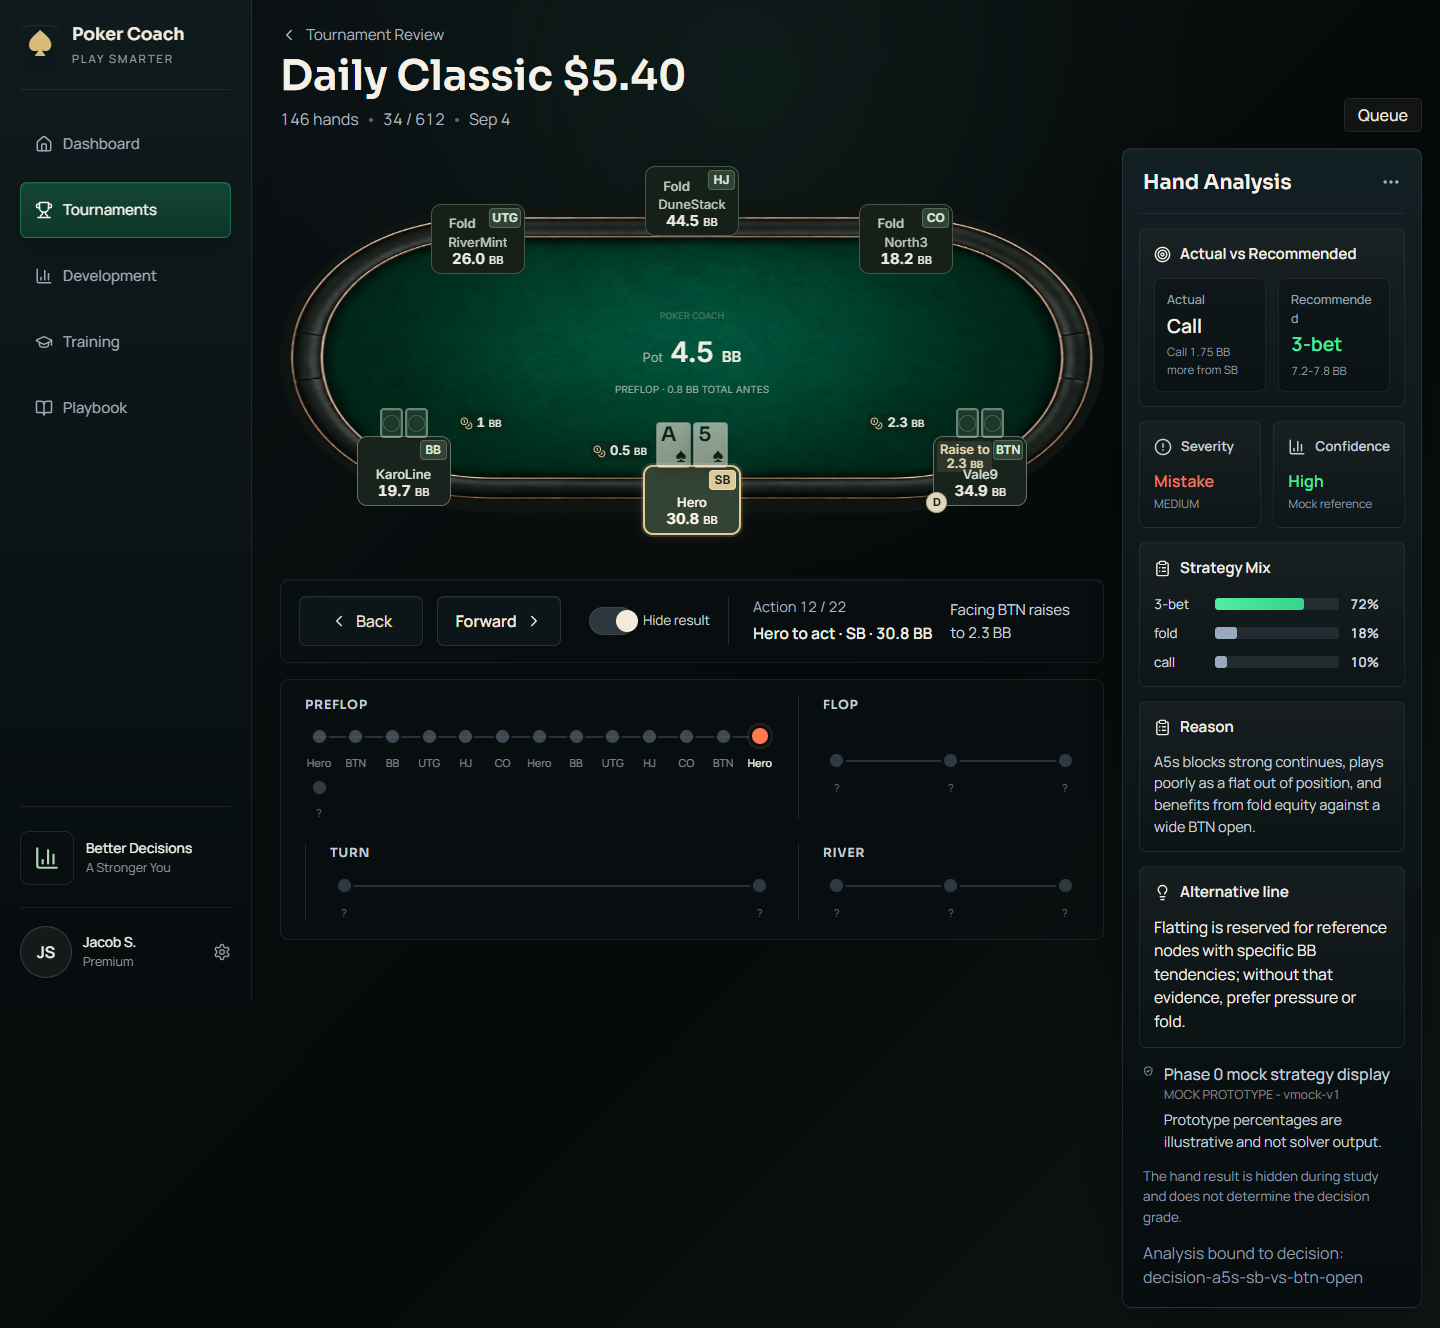 Poker Coach
PLAY SMARTER
Dashboard
Tournaments
Development
Training
Playbook
Better Decisions
A Stronger You
JS
Jacob S.
Premium
Tournament Review
Daily Classic $5.40
146 hands • 34 / 612 • Sep 4
Queue
Fold HJ
DuneStack
44.5 BB
Fold UTG
RiverMint
26.0 BB
Fold CO
North3
18.2 BB
POKER COACH
Pot 4.5 BB
PREFLOP · 0.8 BB TOTAL ANTES
1 BB
BB
KaroLine
19.7 BB
0.5 BB
A 5
SB
Hero
30.8 BB
2.3 BB
Raise to 2.3 BB
BTN
Vale9
34.9 BB
D
Back
Forward
Hide result
Action 12 / 22
Hero to act · SB · 30.8 BB
Facing BTN raises
to 2.3 BB
PREFLOP
Hero BTN BB UTG HJ CO Hero BB UTG HJ CO BTN Hero
?
FLOP
? ? ?
TURN
? ?
RIVER
? ? ?
Hand Analysis
Actual vs Recommended
Actual
Call
Call 1.75 BB
more from SB
Recommende
d
3-bet
7.2-7.8 BB
Severity
Mistake
MEDIUM
Confidence
High
Mock reference
Strategy Mix
3-bet 72%
fold 18%
call 10%
Reason
A5s blocks strong continues, plays
poorly as a flat out of position, and
benefits from fold equity against a
wide BTN open.
Alternative line
Flatting is reserved for reference
nodes with specific BB
tendencies; without that
evidence, prefer pressure or
fold.
Phase 0 mock strategy display
MOCK PROTOTYPE - vmock-v1
Prototype percentages are
illustrative and not solver output.
The hand result is hidden during study
and does not determine the decision
grade.
Analysis bound to decision:
decision-a5s-sb-vs-btn-open